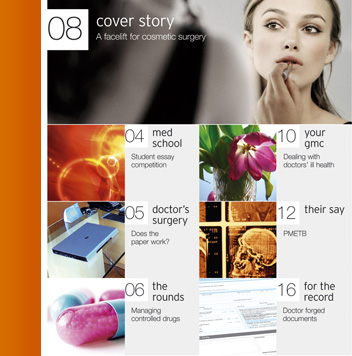 08 cover story
A facelift for cosmetic surgery
04 med
school
Student essay
competition
10 your
gmc
Dealing with
doctors' ill health
05 doctor's
surgery
Does the
paper work?
12 their say
PMETB
06 the
rounds
Managing
controlled drugs
16 for the
record
Doctor forged
documents